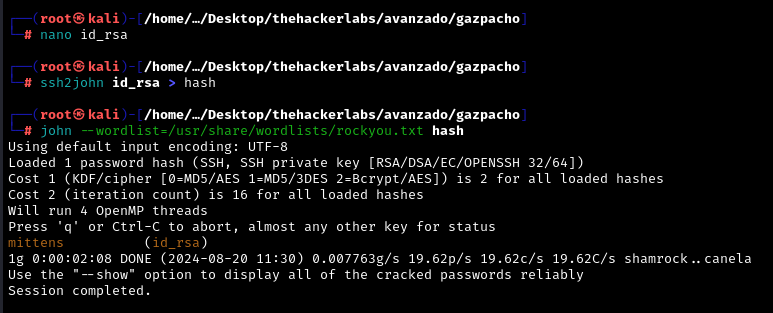 ┌──(root㉿kali)-[/home/…/Desktop/thehackerlabs/avanzado/gazpacho]
└─# nano id_rsa
┌──(root㉿kali)-[/home/…/Desktop/thehackerlabs/avanzado/gazpacho]
└─# ssh2john id_rsa > hash
┌──(root㉿kali)-[/home/…/Desktop/thehackerlabs/avanzado/gazpacho]
└─# john --wordlist=/usr/share/wordlists/rockyou.txt hash
Using default input encoding: UTF-8
Loaded 1 password hash (SSH, SSH private key [RSA/DSA/EC/OPENSSH 32/64])
Cost 1 (KDF/cipher [0=MD5/AES 1=MD5/3DES 2=Bcrypt/AES]) is 2 for all loaded hashes
Cost 2 (iteration count) is 16 for all loaded hashes
Will run 4 OpenMP threads
Press 'q' or Ctrl-C to abort, almost any other key for status
mittens          (id_rsa)
1g 0:00:02:08 DONE (2024-08-20 11:30) 0.007763g/s 19.62p/s 19.62c/s 19.62C/s shamrock..canela
Use the "--show" option to display all of the cracked passwords reliably
Session completed.